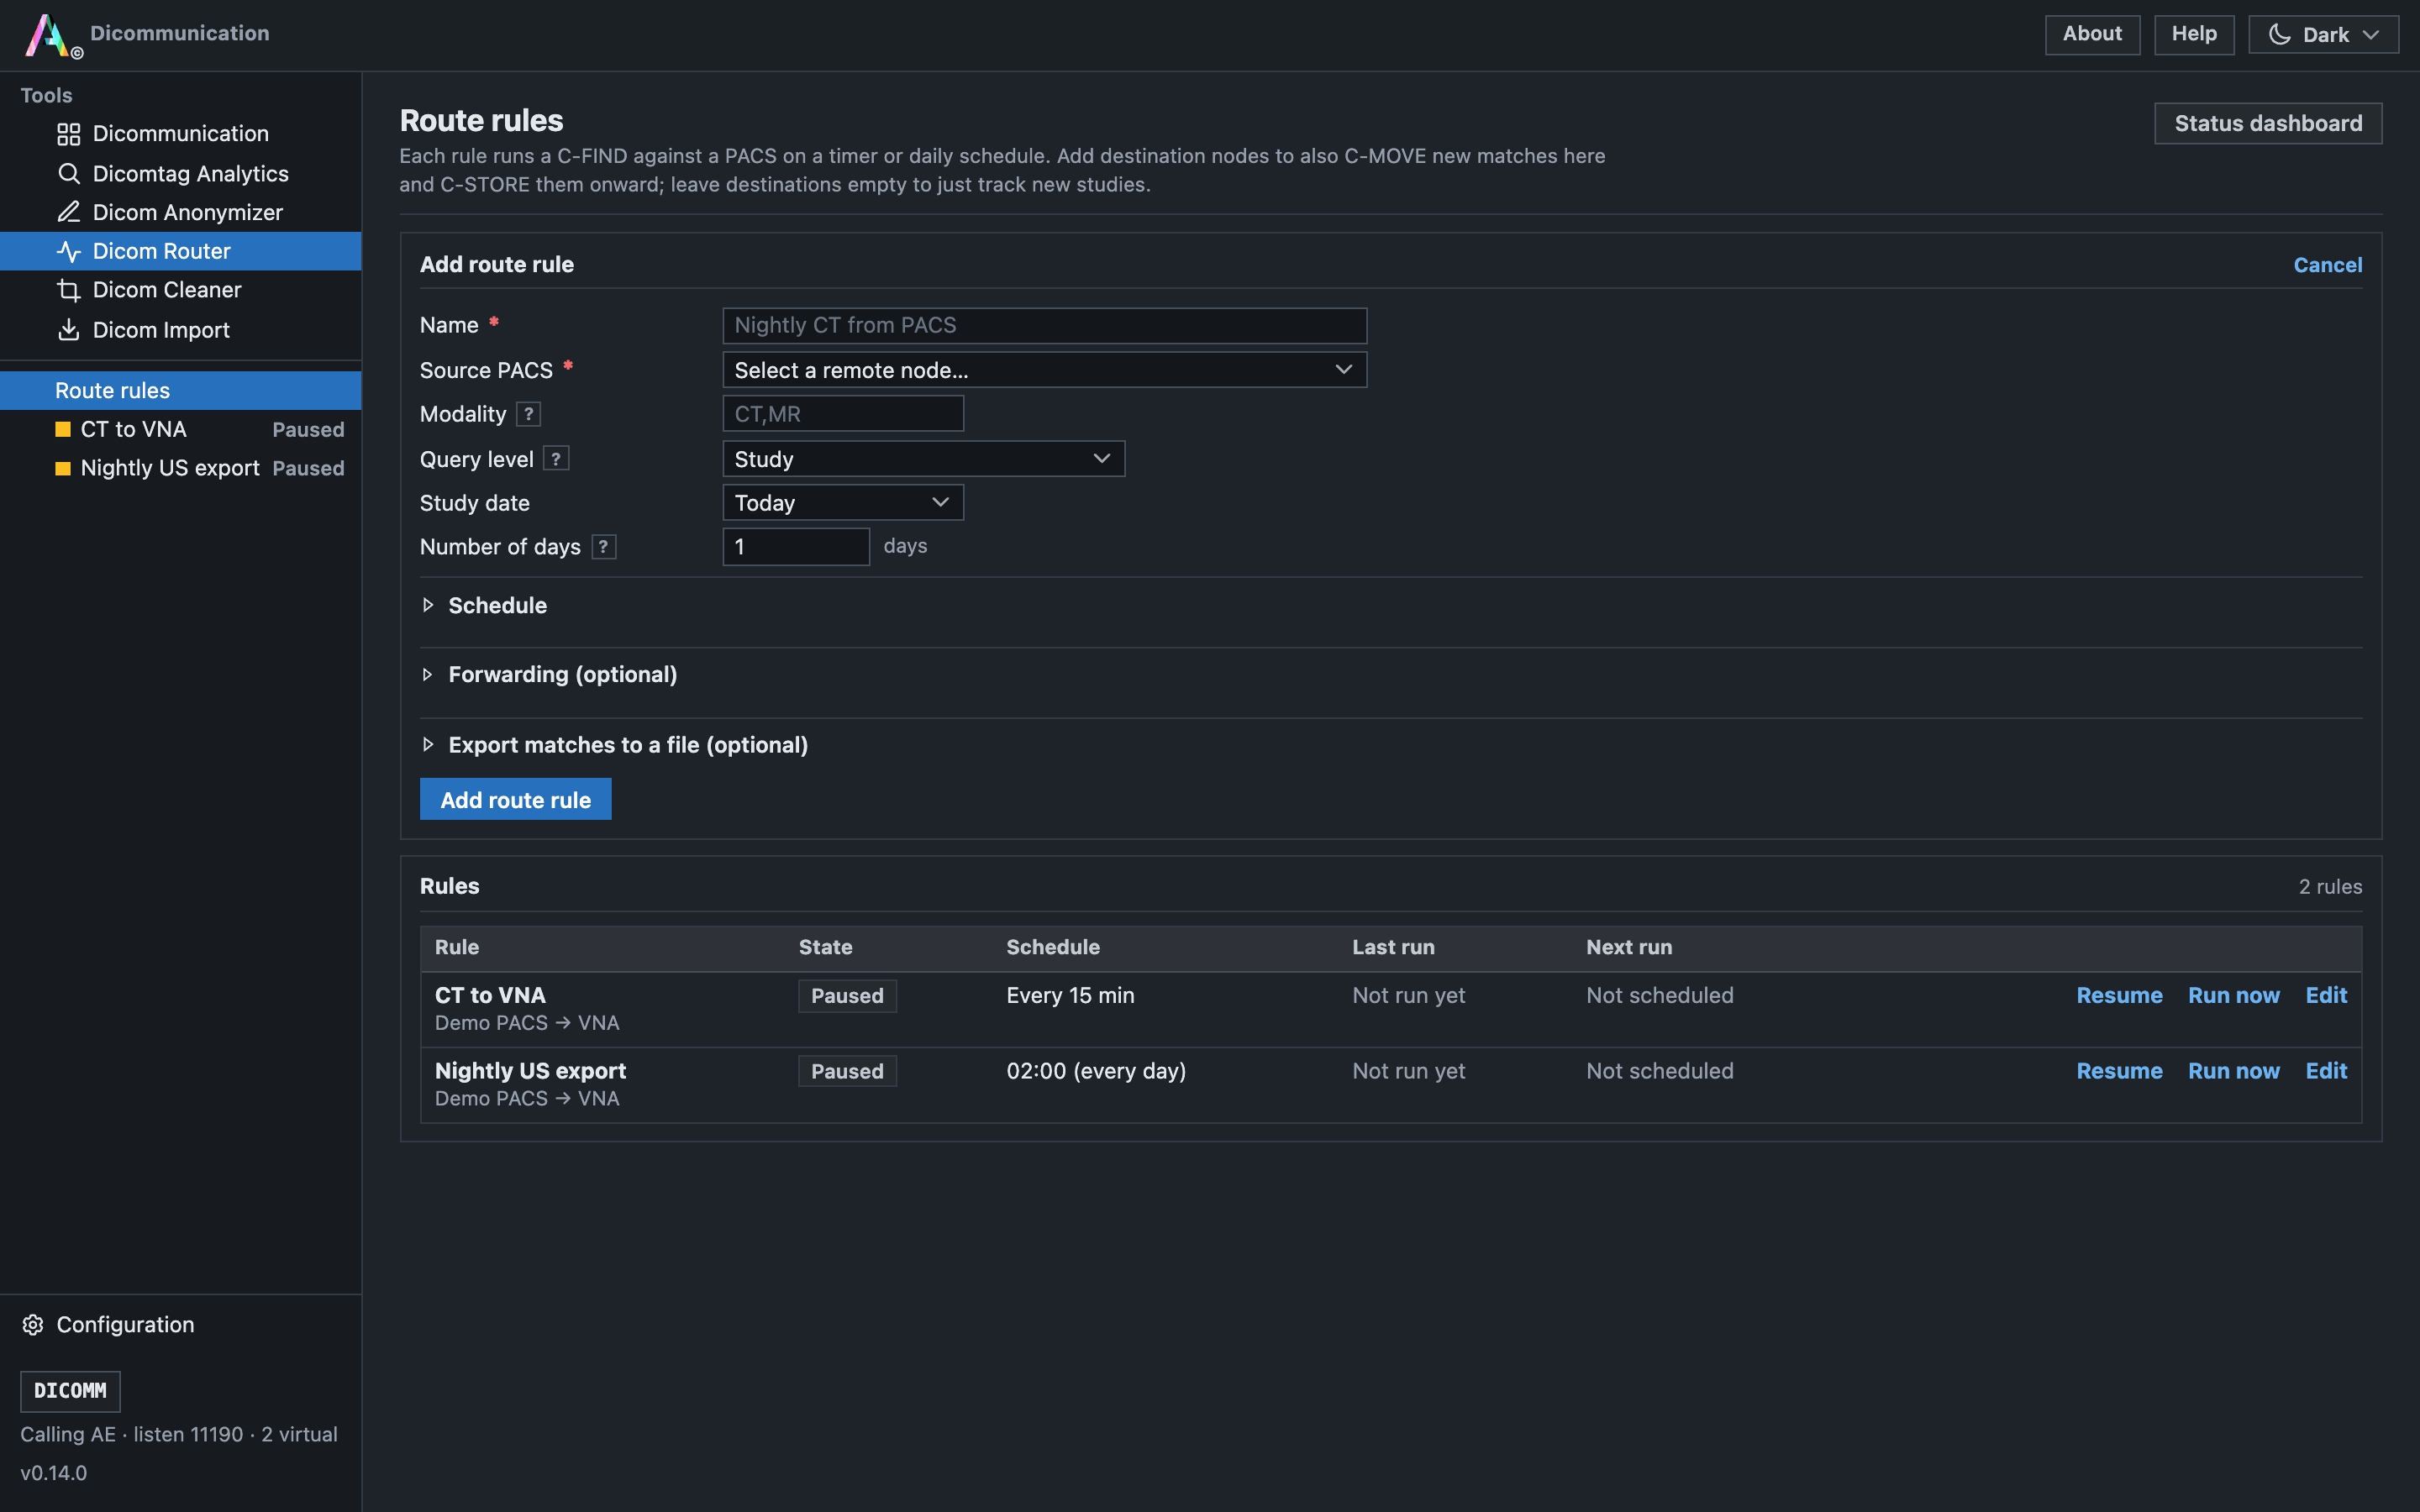 Dicommunication
About
Help
Dark
Tools
Dicommunication
Dicomtag Analytics
Dicom Anonymizer
Dicom Router
Dicom Cleaner
Dicom Import
Route rules
CT to VNA Paused
Nightly US export Paused
Configuration
DICOMM
Calling AE · listen 11190 · 2 virtual
v0.14.0
Route rules
Status dashboard
Each rule runs a C-FIND against a PACS on a timer or daily schedule. Add destination nodes to also C-MOVE new matches here
and C-STORE them onward; leave destinations empty to just track new studies.
Add route rule
Cancel
Name * Nightly CT from PACS
Source PACS * Select a remote node...
Modality ? CT,MR
Query level ? Study
Study date Today
Number of days ? 1 days
Schedule
Forwarding (optional)
Export matches to a file (optional)
Add route rule
Rules
2 rules
Rule State Schedule Last run Next run
CT to VNA Paused Every 15 min Not run yet Not scheduled Resume Run now Edit
Demo PACS → VNA
Nightly US export Paused 02:00 (every day) Not run yet Not scheduled Resume Run now Edit
Demo PACS → VNA